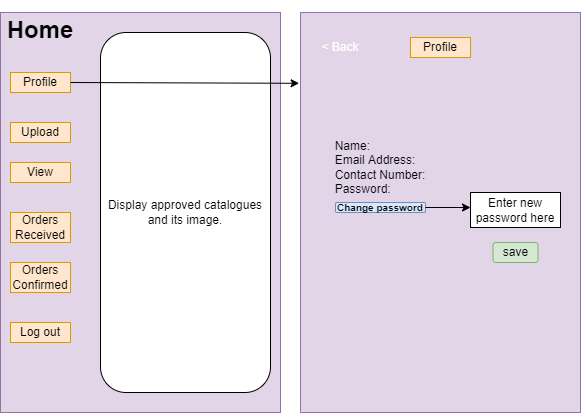 Home
Profile
Upload
View
Orders
Received
Orders
Confirmed
Log out
Display approved catalogues
and its image.
< Back
Profile
Name:
Email Address:
Contact Number:
Password:
Change password
Enter new
password here
save